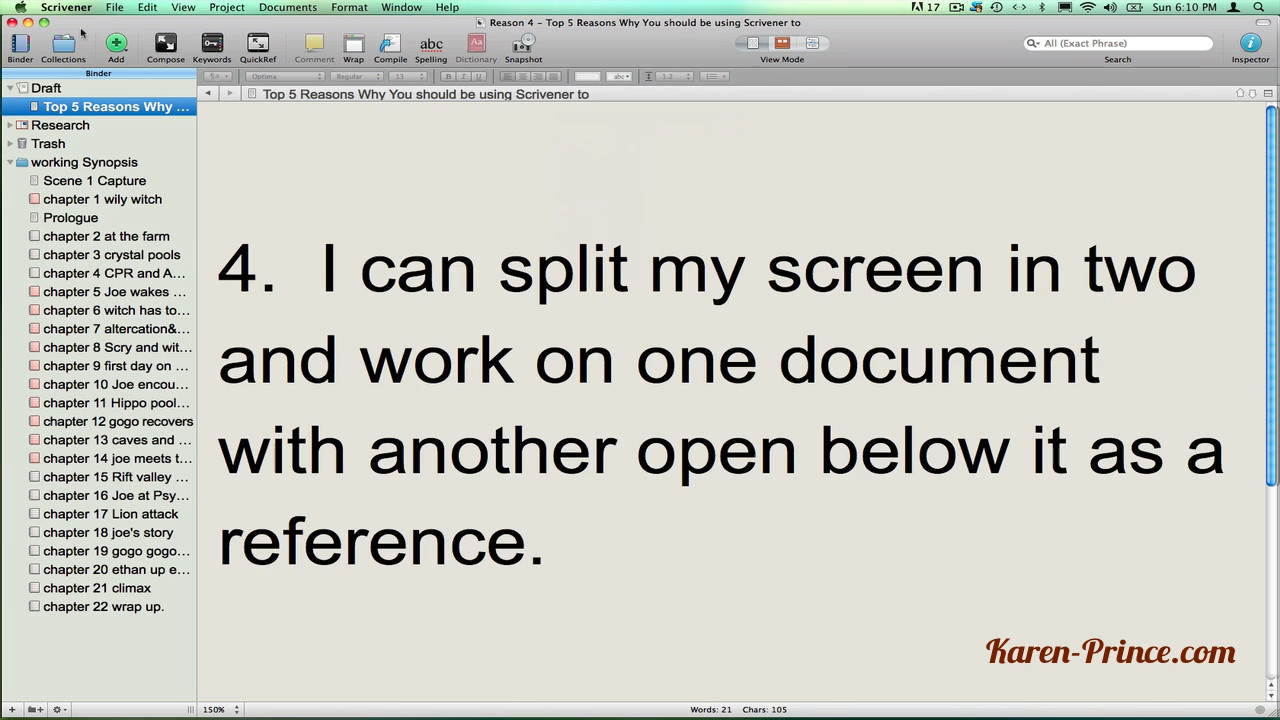 Scrivener File Edit View Project Documents Format Window Help 17 Sun 6:10 PM
Reason 4 - Top 5 Reasons Why You should be using Scrivener to
Binder Collections Add Compose Keywords QuickRef Comment Wrap Compile abc Spelling Dictionary Snapshot View Mode All (Exact Phrase) Search Inspector
Binder
Optima Regular 13 B I U abc 1.2
Top 5 Reasons Why You should be using Scrivener to
Draft
Top 5 Reasons Why ...
Research
Trash
working Synopsis
Scene 1 Capture
chapter 1 wily witch
Prologue
chapter 2 at the farm
chapter 3 crystal pools
chapter 4 CPR and A...
chapter 5 Joe wakes ...
chapter 6 witch has to...
chapter 7 altercation&...
chapter 8 Scry and wit...
chapter 9 first day on ...
chapter 10 Joe encou...
chapter 11 Hippo pool...
chapter 12 gogo recovers
chapter 13 caves and ...
chapter 14 joe meets t...
chapter 15 Rift valley ...
chapter 16 Joe at Psy...
chapter 17 Lion attack
chapter 18 joe's story
chapter 19 gogo gogo...
chapter 20 ethan up e...
chapter 21 climax
chapter 22 wrap up.
4. I can split my screen in two
and work on one document
with another open below it as a
reference.
Karen-Prince.com
150% Words: 21 Chars: 105